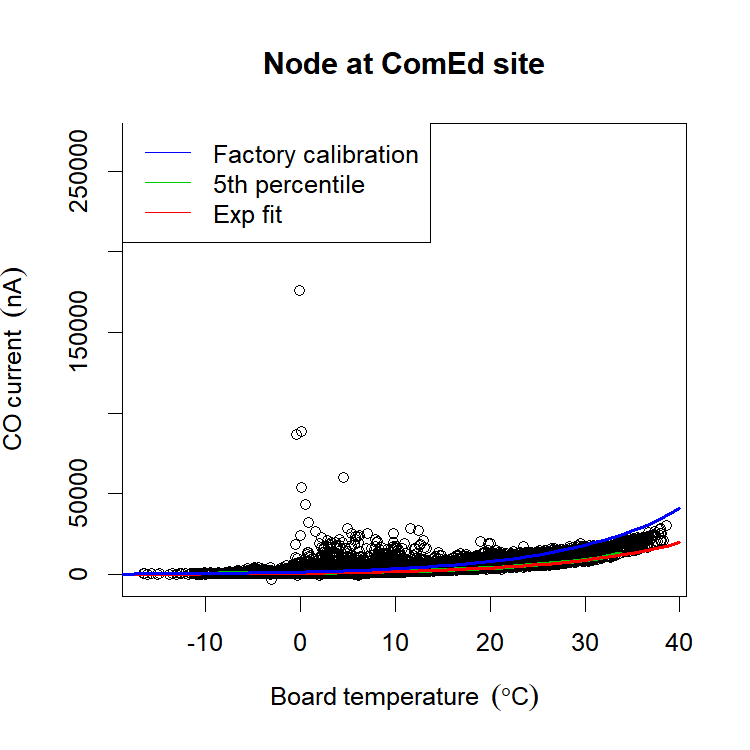 Node at ComEd site
Factory calibration
5th percentile
Exp fit
250000
150000
50000
0
CO current (nA)
-10 0 10 20 30 40
Board temperature (°C)